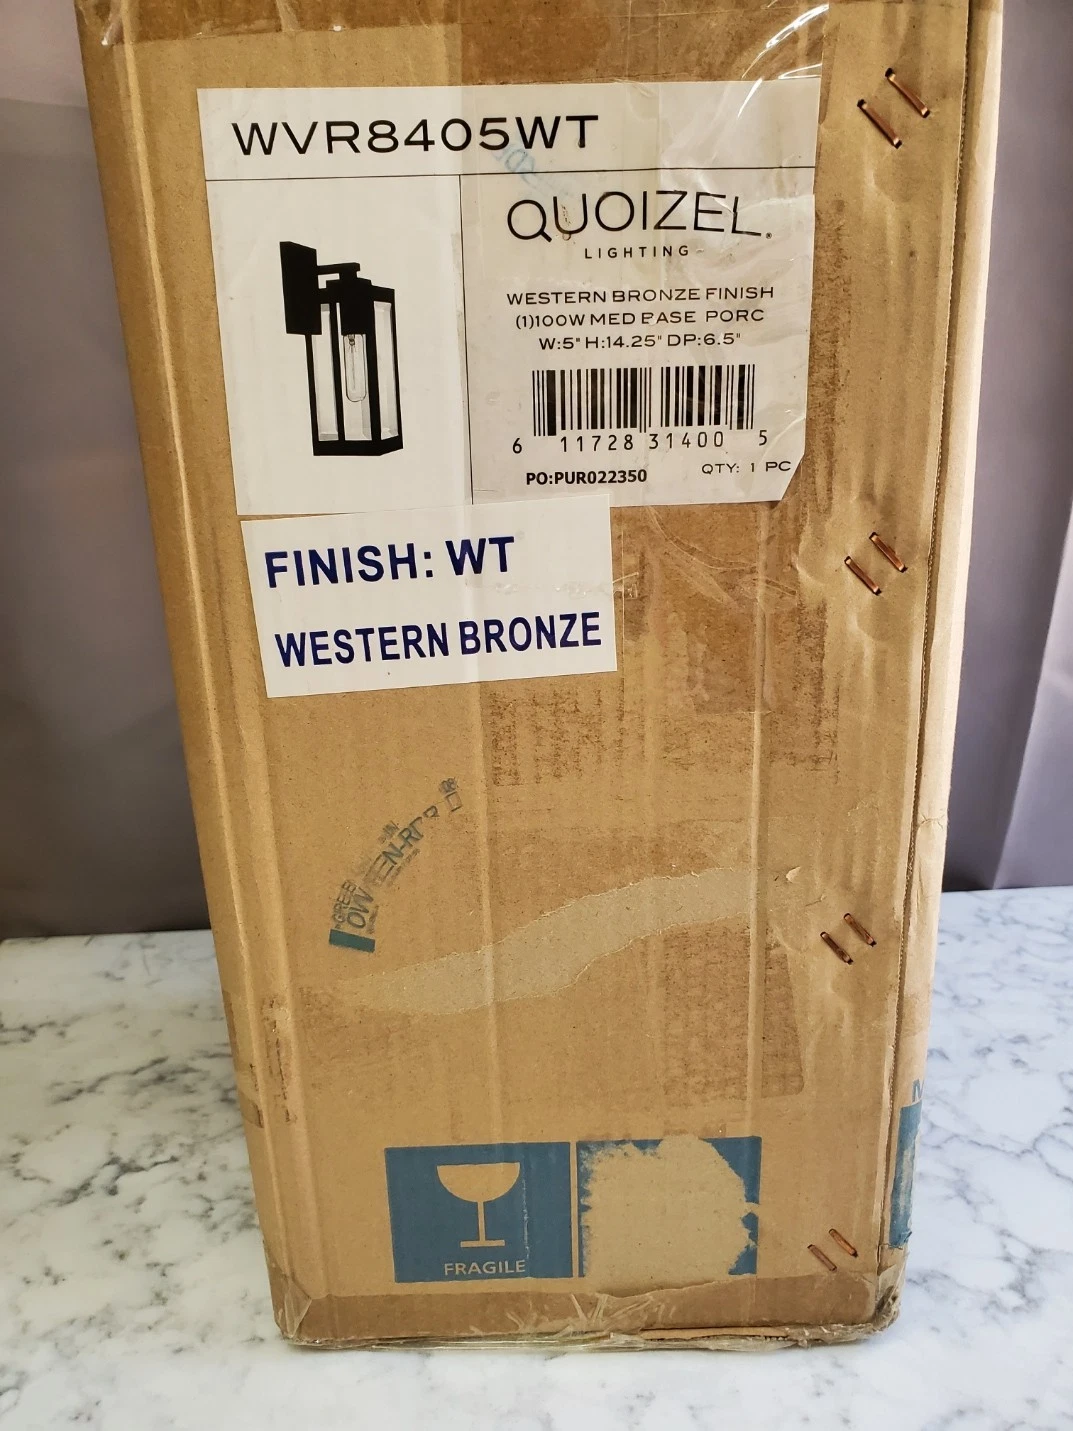 WVR8405WT
QUOIZEL.
LIGHTING
WESTERN BRONZE FINISH
(1)100W MED BASE PORC
W:5" H:14.25" DP:6.5"
6 11728 31400 5
PO:PUR022350 QTY: 1 PC
FINISH: WT
WESTERN BRONZE
FRAGILE